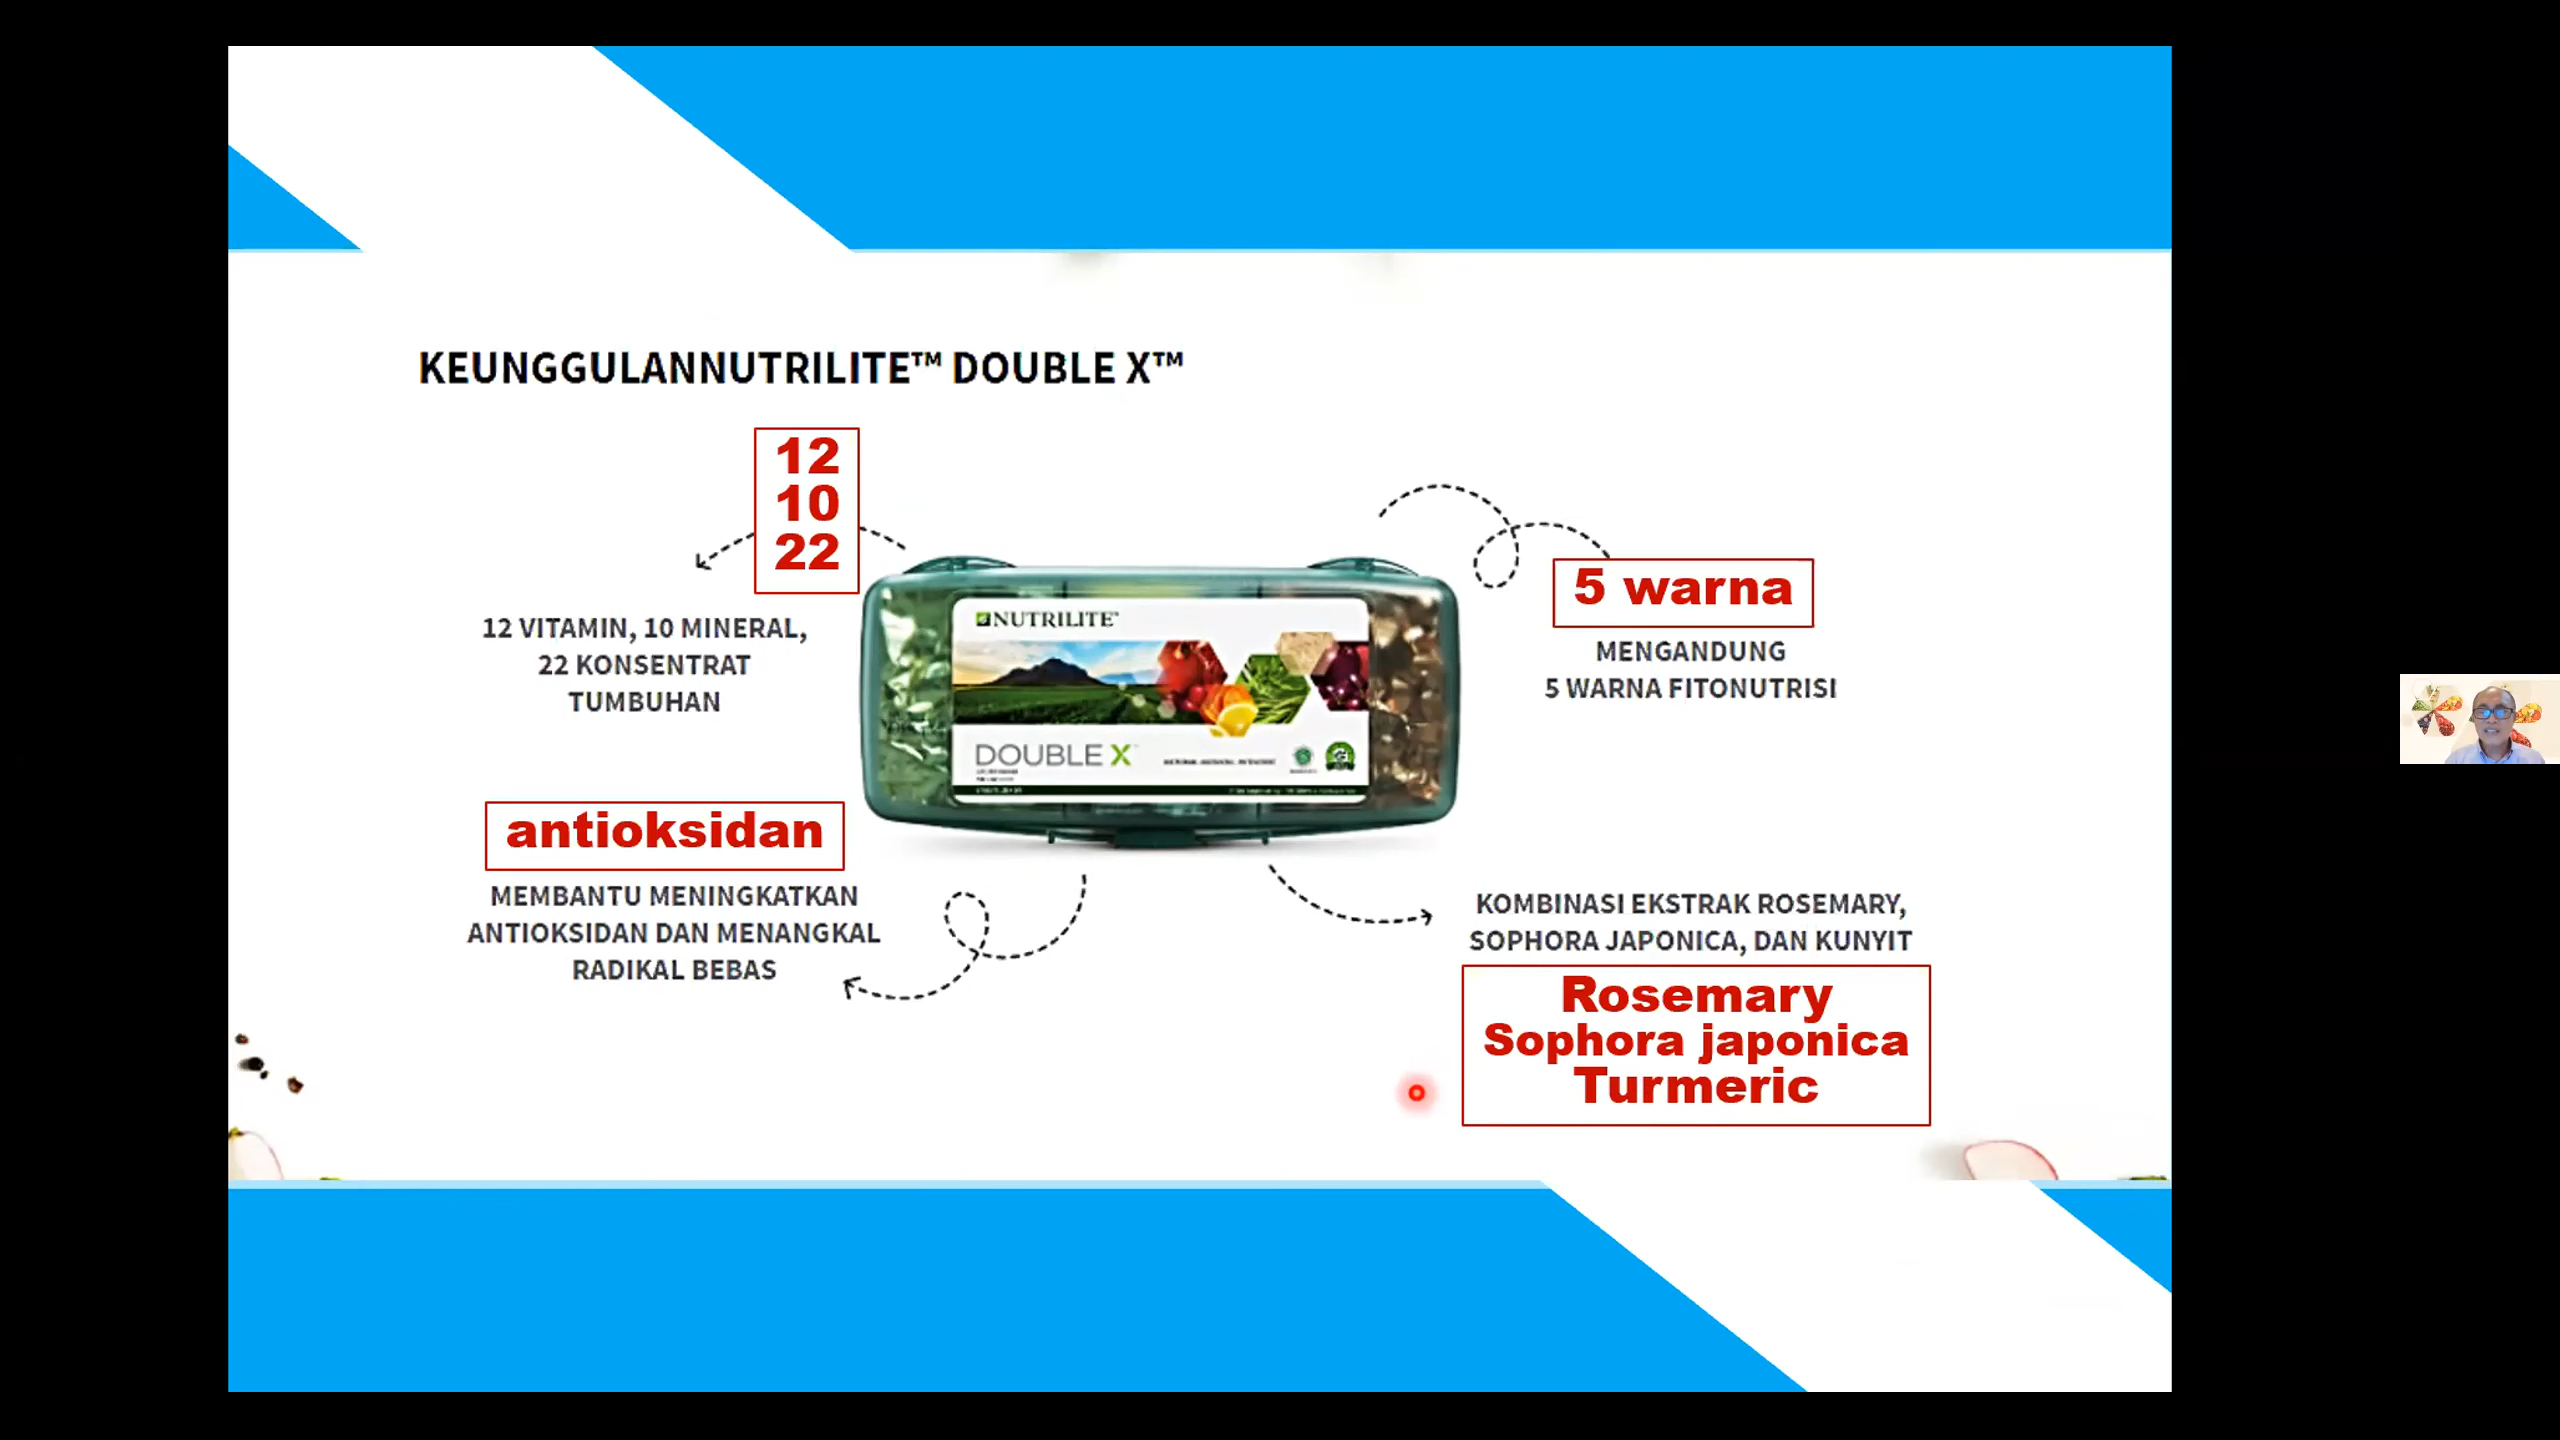 KEUNGGULANNUTRILITE™ DOUBLE X™
12
10
22
12 VITAMIN, 10 MINERAL,
22 KONSENTRAT
TUMBUHAN
5 warna
MENGANDUNG
5 WARNA FITONUTRISI
NUTRILITE™
DOUBLE X™
antioksidan
MEMBANTU MENINGKATKAN
ANTIOKSIDAN DAN MENANGKAL
RADIKAL BEBAS
KOMBINASI EKSTRAK ROSEMARY,
SOPHORA JAPONICA, DAN KUNYIT
Rosemary
Sophora japonica
Turmeric